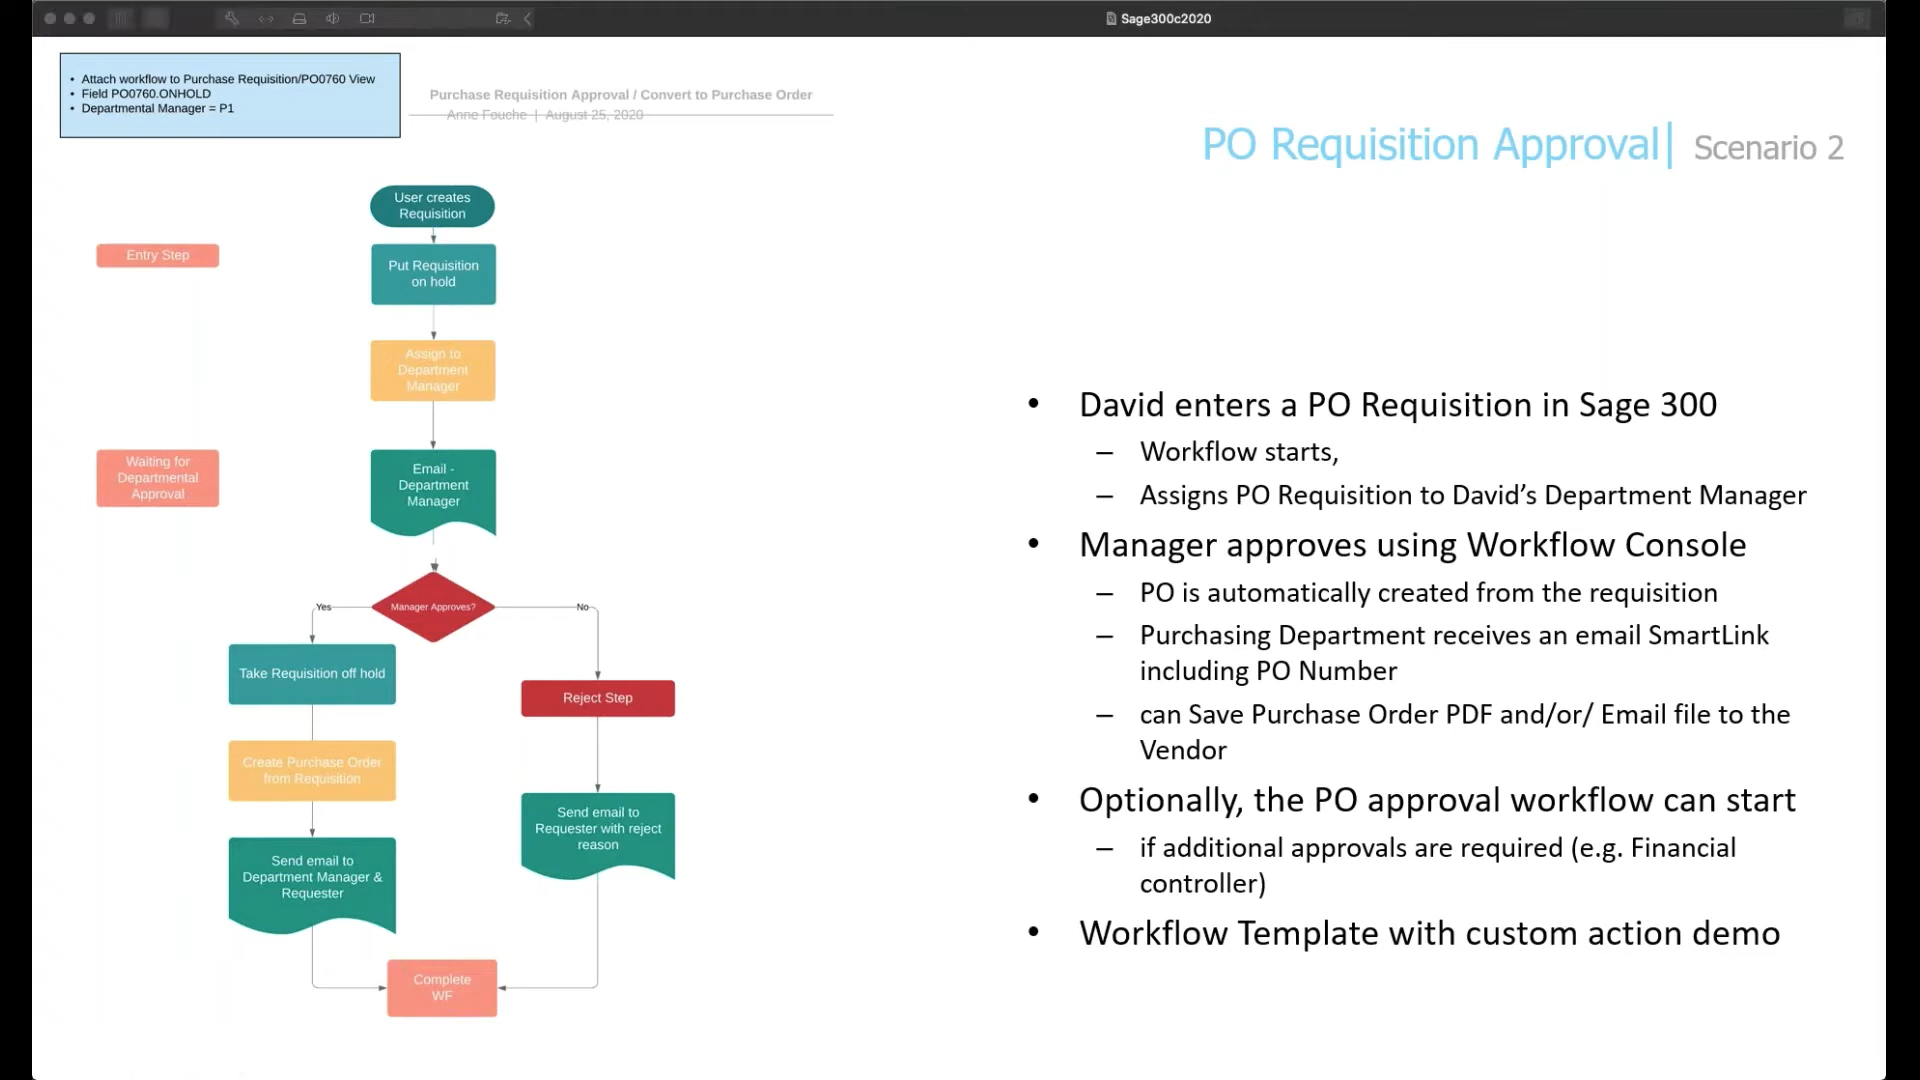 Sage300c2020
• Attach workflow to Purchase Requisition/PO0760 View
• Field PO0760.ONHOLD
• Departmental Manager = P1
Purchase Requisition Approval / Convert to Purchase Order
Anne Fouche | August 25, 2020
PO Requisition Approval| Scenario 2
User creates
Requisition
Entry Step
Put Requisition
on hold
Assign to
Department
Manager
Waiting for
Departmental
Approval
Email -
Department
Manager
Manager Approves?
Yes
No
Take Requisition off hold
Reject Step
Create Purchase Order
from Requisition
Send email to
Requester with reject
reason
Send email to
Department Manager &
Requester
Complete
WF
• David enters a PO Requisition in Sage 300
– Workflow starts,
– Assigns PO Requisition to David’s Department Manager
• Manager approves using Workflow Console
– PO is automatically created from the requisition
– Purchasing Department receives an email SmartLink
including PO Number
– can Save Purchase Order PDF and/or/ Email file to the
Vendor
• Optionally, the PO approval workflow can start
– if additional approvals are required (e.g. Financial
controller)
• Workflow Template with custom action demo